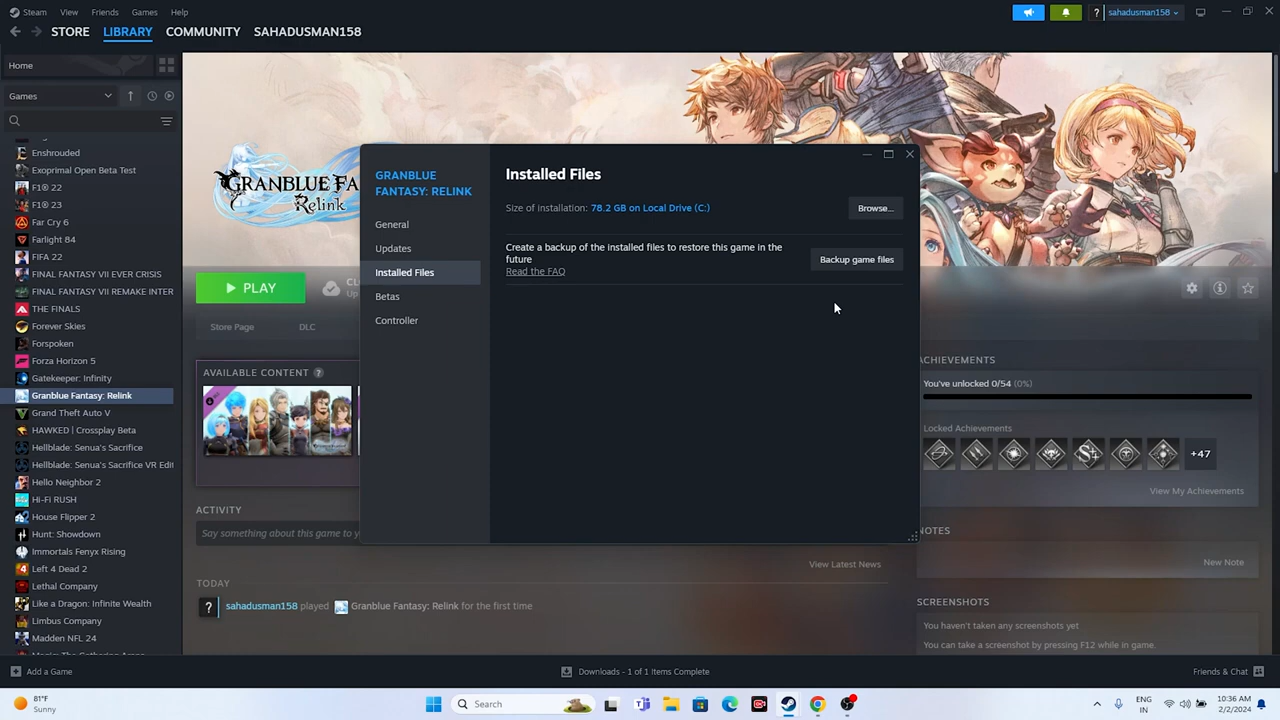 Steam View Friends Games Help
sahadusman158
STORE LIBRARY COMMUNITY SAHADUSMAN158
Home
Games
Enshrouded
Exoprimal Open Beta Test
F1® 22
F1® 23
Far Cry 6
Farlight 84
FIFA 22
FINAL FANTASY VII EVER CRISIS
FINAL FANTASY VII REMAKE INTER
THE FINALS
Forever Skies
Forspoken
Forza Horizon 5
Gatekeeper: Infinity
Granblue Fantasy: Relink
Grand Theft Auto V
HAWKED | Crossplay Beta
Hellblade: Senua's Sacrifice
Hellblade: Senua's Sacrifice VR Edit
Hello Neighbor 2
Hi-Fi RUSH
House Flipper 2
Hunt: Showdown
Immortals Fenyx Rising
Left 4 Dead 2
Lethal Company
Like a Dragon: Infinite Wealth
Limbus Company
Madden NFL 24
GRANBLUE FA
Relink
PLAY
CL
Up
Store Page DLC
AVAILABLE CONTENT ?
ACTIVITY
Say something about this game to y
View Latest News
TODAY
? sahadusman158 played Granblue Fantasy: Relink for the first time
GRANBLUE
FANTASY: RELINK
General
Updates
Installed Files
Betas
Controller
Installed Files
Size of installation: 78.2 GB on Local Drive (C:)
Browse...
Create a backup of the installed files to restore this game in the
future
Read the FAQ
Backup game files
ACHIEVEMENTS
You've unlocked 0/54 (0%)
Locked Achievements
+47
View My Achievements
NOTES
New Note
SCREENSHOTS
You haven't taken any screenshots yet
You can take a screenshot by pressing F12 while in game.
Add a Game
Downloads - 1 of 1 Items Complete
Friends & Chat
81°F
Sunny
Search
ENG
IN
10:36 AM
2/2/2024